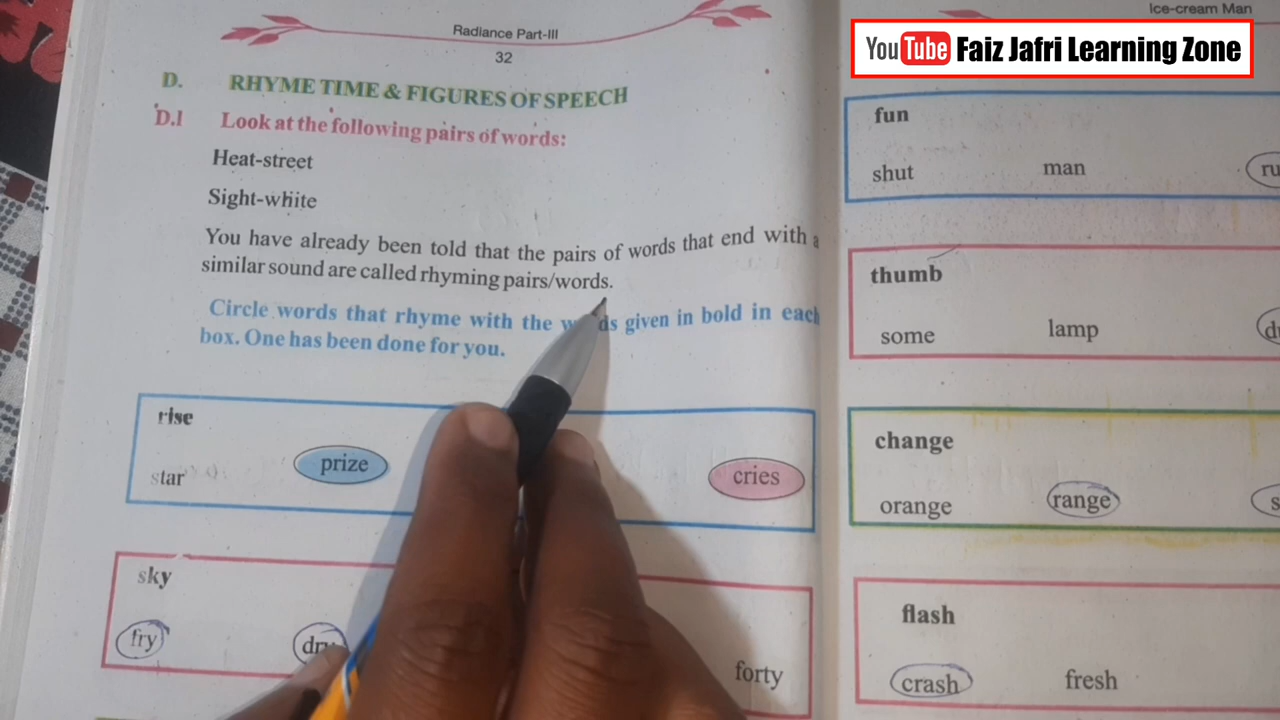 Radiance Part-III
32
D. RHYME TIME & FIGURES OF SPEECH
D.1 Look at the following pairs of words:
Heat-street
Sight-white
You have already been told that the pairs of words that end with a
similar sound are called rhyming pairs/words.
Circle words that rhyme with the given in bold in each
box. One has been done for you.
rise
star prize cries
sky
fry forty
Ice-cream Man
YouTube Faiz Jafri Learning Zone
fun
shut man
thumb
some lamp
change
orange range
flash
crash fresh